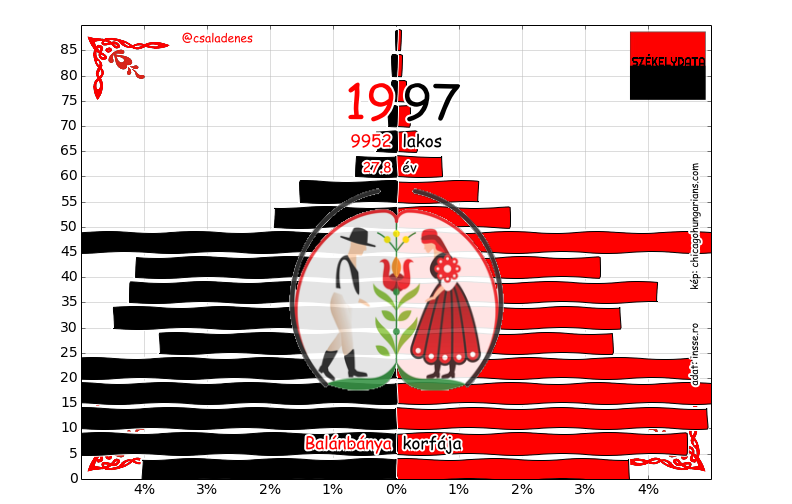 @csaladenes
SZÉKELYDATA
1997
9952 lakos
27.8 év
kép: chicagohungarians.com
adat: insse.ro
Balánbánya korfája
85
80
75
70
65
60
55
50
45
40
35
30
25
20
15
10
5
0
4% 3% 2% 1% 0% 1% 2% 3% 4%